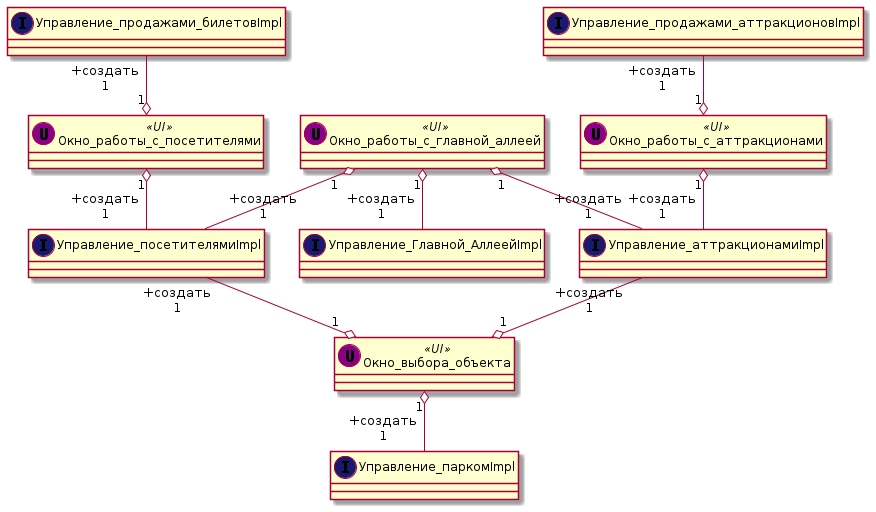 I Управление_продажами_билетовImpl
I Управление_продажами_аттракционовImpl
+создать
1
1
+создать
1
1
U «UI»
Окно_работы_с_посетителями
U «UI»
Окно_работы_с_главной_аллеей
U «UI»
Окно_работы_с_аттракционами
1
+создать
1
1
+создать
1
1
+создать
1
1
+создать
1
1
+создать
1
I Управление_посетителямиImpl
I Управление_Главной_АллеейImpl
I Управление_аттракционамиImpl
+создать
1
1
+создать
1
1
U «UI»
Окно_выбора_объекта
1
+создать
1
I Управление_паркомImpl